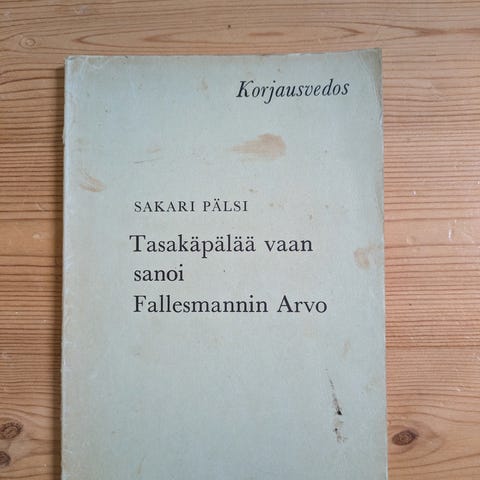 Korjausvedos
SAKARI PÄLSI
Tasakäpälää vaan
sanoi
Fallesmannin Arvo